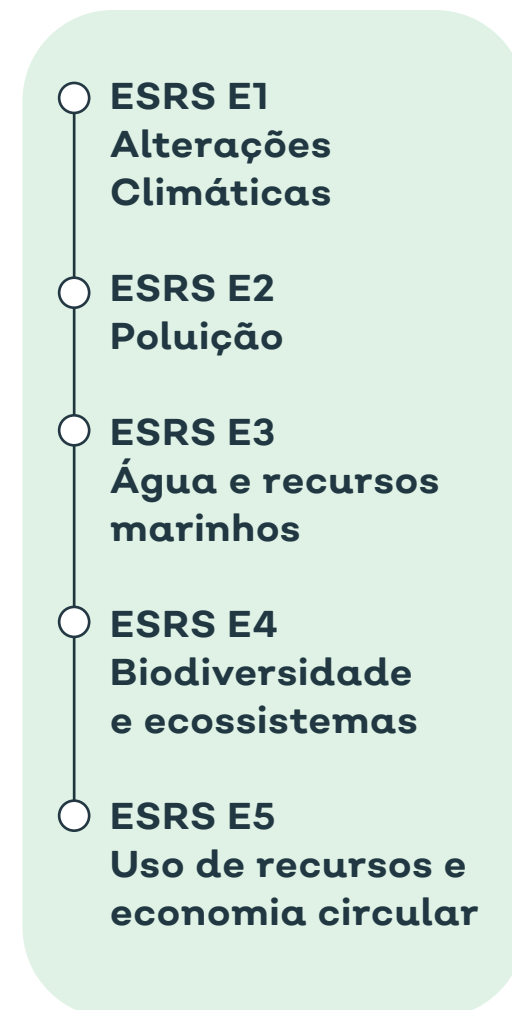 ESRS E1
Alterações
Climáticas
ESRS E2
Poluição
ESRS E3
Água e recursos
marinhos
ESRS E4
Biodiversidade
e ecossistemas
ESRS E5
Uso de recursos e
economia circular